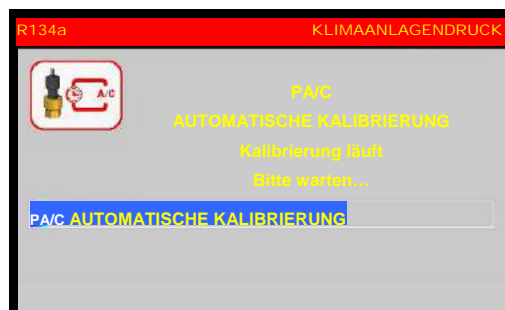 R134a KLIMAANLAGENDRUCK
A/C
PA/C
AUTOMATISCHE KALIBRIERUNG
Kalibrierung läuft
Bitte warten...
PA/C AUTOMATISCHE KALIBRIERUNG